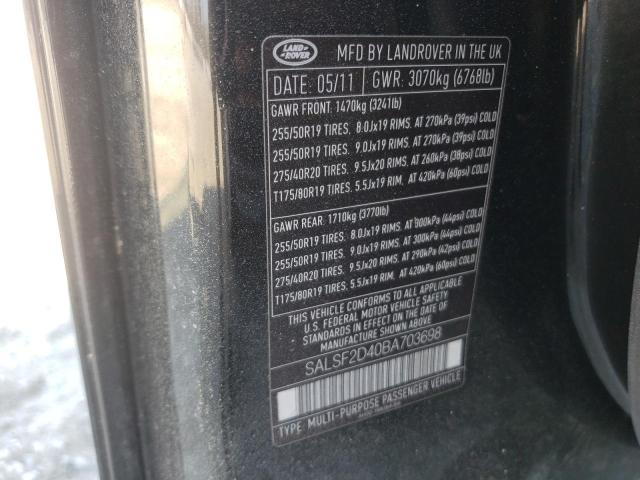 LAND ROVER
MFD BY LANDROVER IN THE UK
DATE: 05/11 GWR: 3070kg (6768lb)
GAWR FRONT: 1470kg (3241lb)
255/50R19 TIRES. 8.0Jx19 RIMS. AT 270kPa (39psi) COLD
255/50R19 TIRES. 9.0Jx19 RIMS. AT 270kPa (39psi) COLD
275/40R20 TIRES. 9.5Jx20 RIMS. AT 260kPa (38psi) COLD
T175/80R19 TIRES. 5.5Jx19 RIM. AT 420kPa (60psi) COLD
GAWR REAR: 1710kg (3770lb)
255/50R19 TIRES. 8.0Jx19 RIMS. AT 300kPa (44psi) COLD
255/50R19 TIRES. 9.0Jx19 RIMS. AT 300kPa (44psi) COLD
275/40R20 TIRES. 9.5Jx20 RIMS. AT 290kPa (42psi) COLD
T175/80R19 TIRES. 5.5Jx19 RIM. AT 420kPa (60psi) COLD
THIS VEHICLE CONFORMS TO ALL APPLICABLE
U.S. FEDERAL MOTOR VEHICLE SAFETY
STANDARDS IN EFFECT ON THE DATE OF
MANUFACTURE SHOWN ABOVE.
SALSF2D40BA703698
TYPE: MULTI-PURPOSE PASSENGER VEHICLE